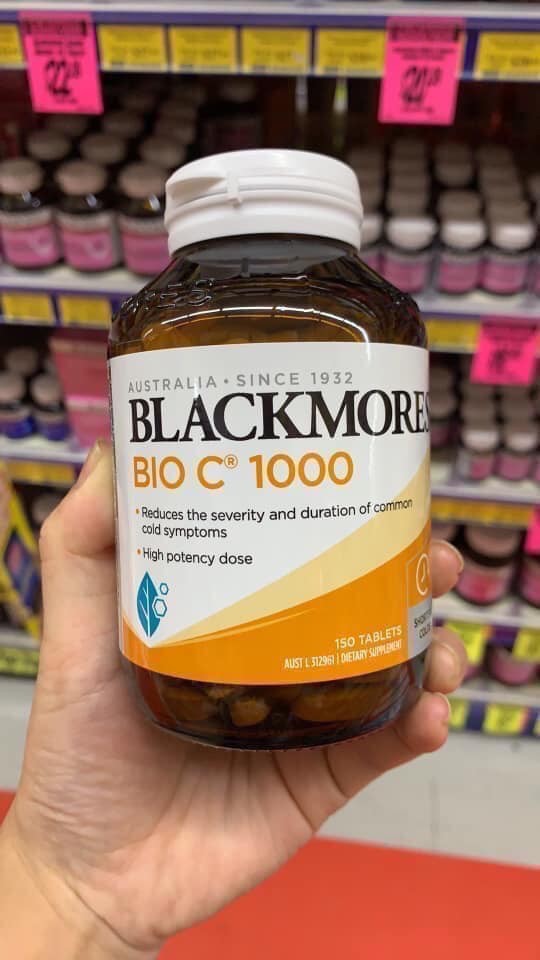 AUSTRALIA • SINCE 1932
BLACKMORES
BIO C® 1000
• Reduces the severity and duration of common
cold symptoms
• High potency dose
150 TABLETS
AUST L 312961 | DIETARY SUPPLEMENT